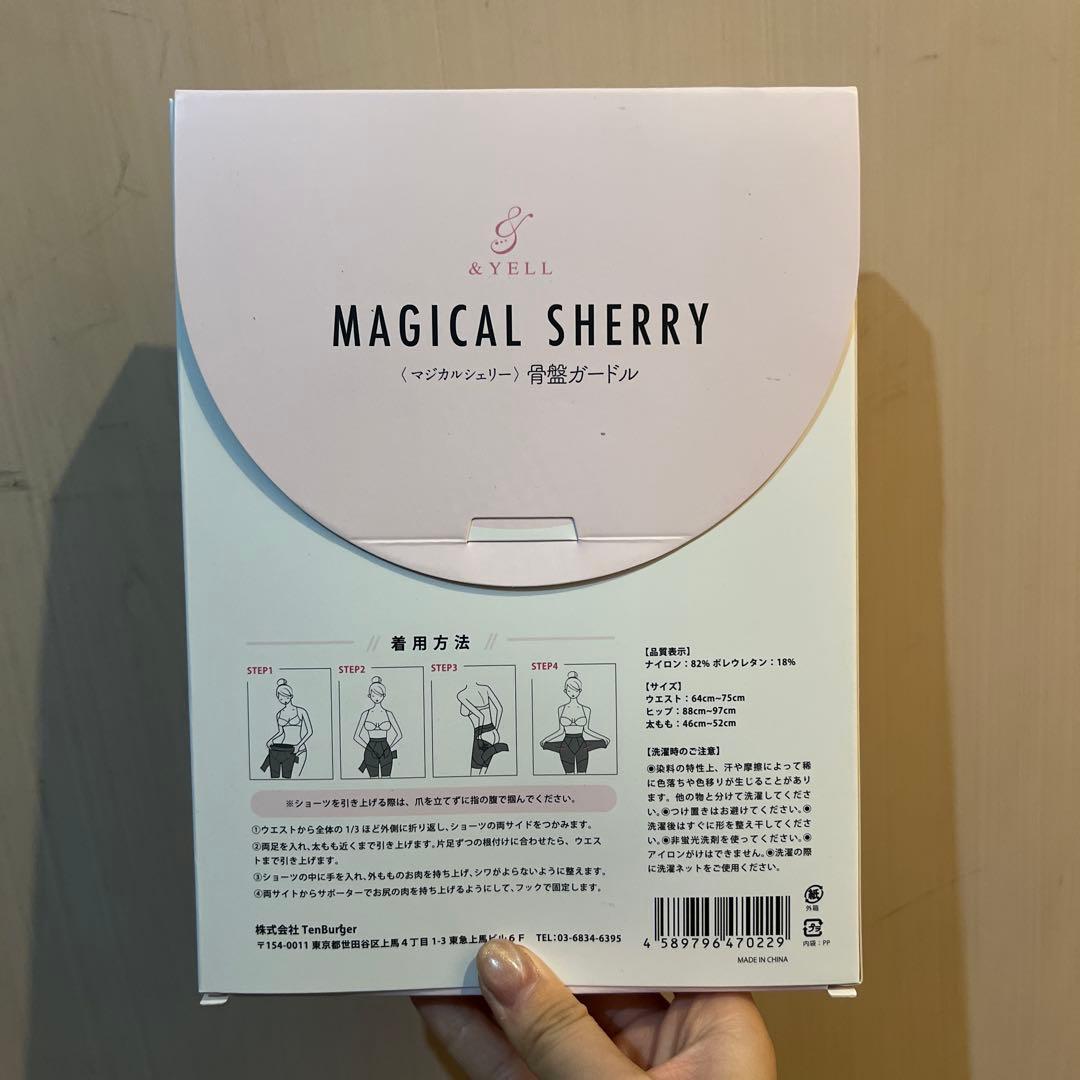 & YELL
MAGICAL SHERRY
〈マジカルシェリー〉骨盤ガードル
着用方法
STEP1
STEP2
STEP3
STEP4
※ショーツを引き上げる際は、爪を立てずに指の腹で掴んでください。
①ウエストから全体の1/3ほど外側に折り返し、ショーツの両サイドをつかみます。
②両足を入れ、太もも近くまで引き上げます。片足ずつの根付けに合わせたら、ウエス
トまで引き上げます。
③ショーツの中に手を入れ、外もものお肉を持ち上げ、シワがよらないように整えます。
④両サイトからサポーターでお尻の肉を持ち上げるようにして、フックで固定します。
株式会社 TenBurger
〒154-0011 東京都世田谷区上馬4丁目1-3 東急上馬ビル6F TEL:03-6834-6395
【品質表示】
ナイロン：82% ポレウレタン：18%
【サイズ】
ウエスト：64cm~75cm
ヒップ：88cm~97cm
太もも：46cm~52cm
【洗濯時のご注意】
◉染料の特性上、汗や摩擦によって稀
に色落ちや色移りが生じることがあり
ます。他の物と分けて洗濯してくださ
い。◉つけ置きはお避けてください。◉
洗濯後はすぐに形を整え干してくださ
い。◉非蛍光洗剤を使ってください。◉
アイロンがけはできません。◉洗濯の際
に洗濯ネットをご使用ください。
紙
外箱
プラ
内袋：PP
4 589796 470229
MADE IN CHINA